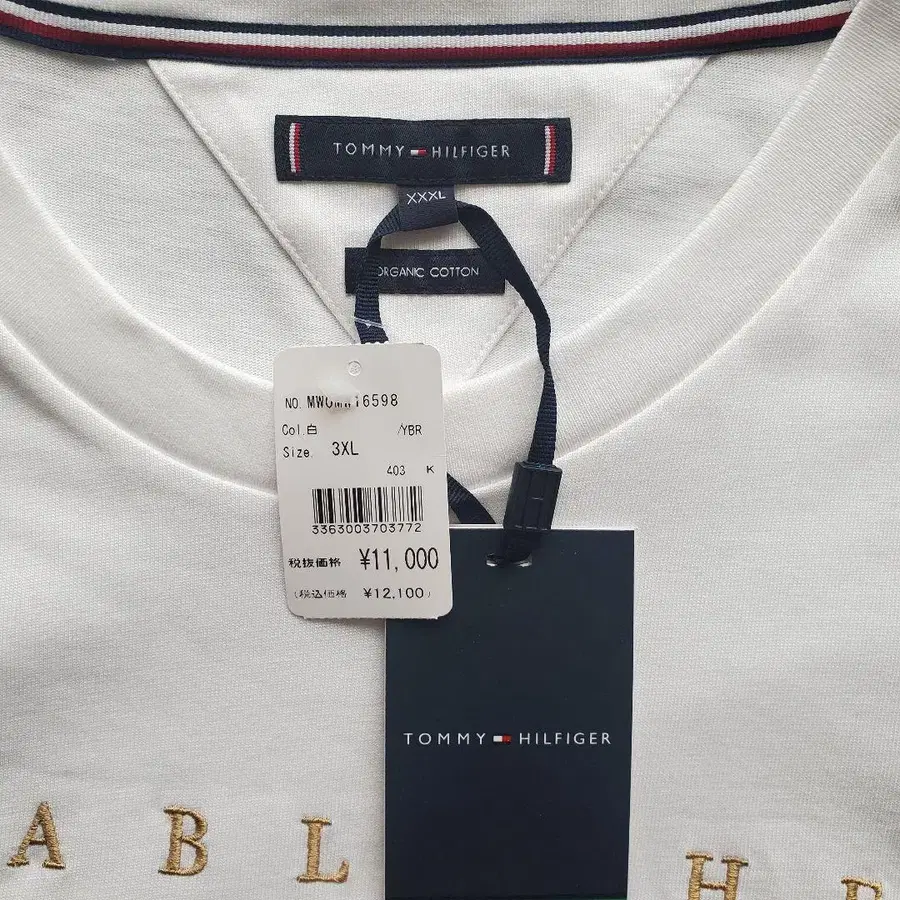 TOMMY HILFIGER
XXXL
ORGANIC COTTON
NO. MW0MW16598
Col. 白 /YBR
Size 3XL
403 K
3363003703772
税抜価格 ¥11,000
(税込価格 ¥12,100)
TOMMY HILFIGER
A B L H